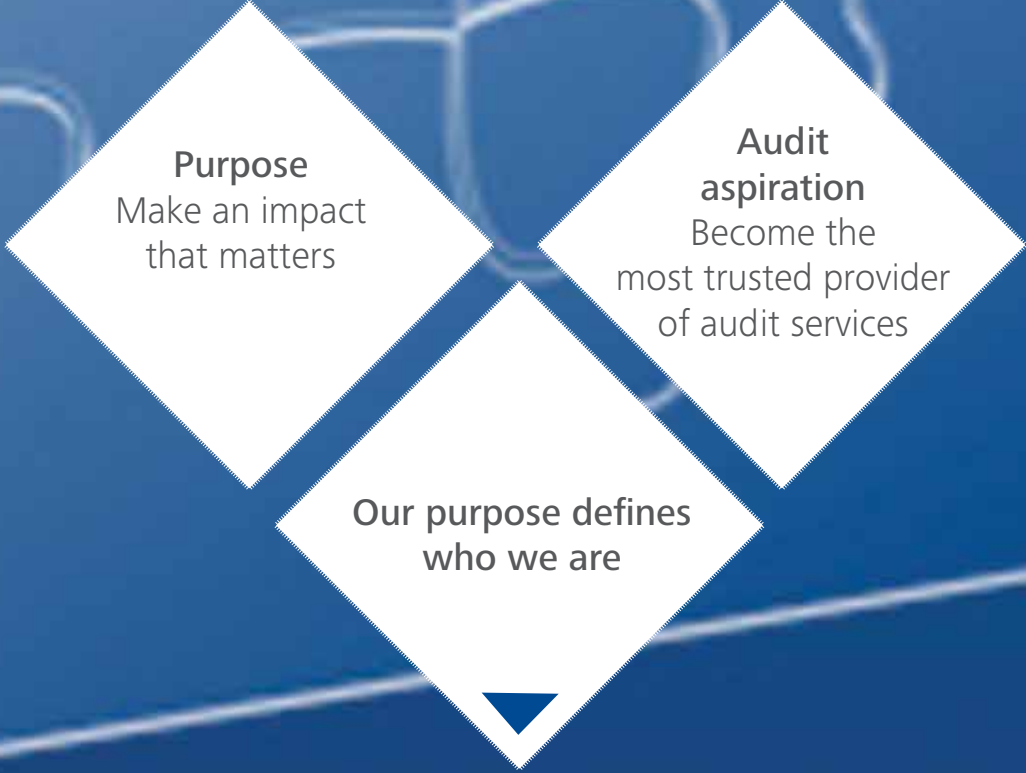 Purpose
Make an impact
that matters
Audit
aspiration
Become the
most trusted provider
of audit services
Our purpose defines
who we are